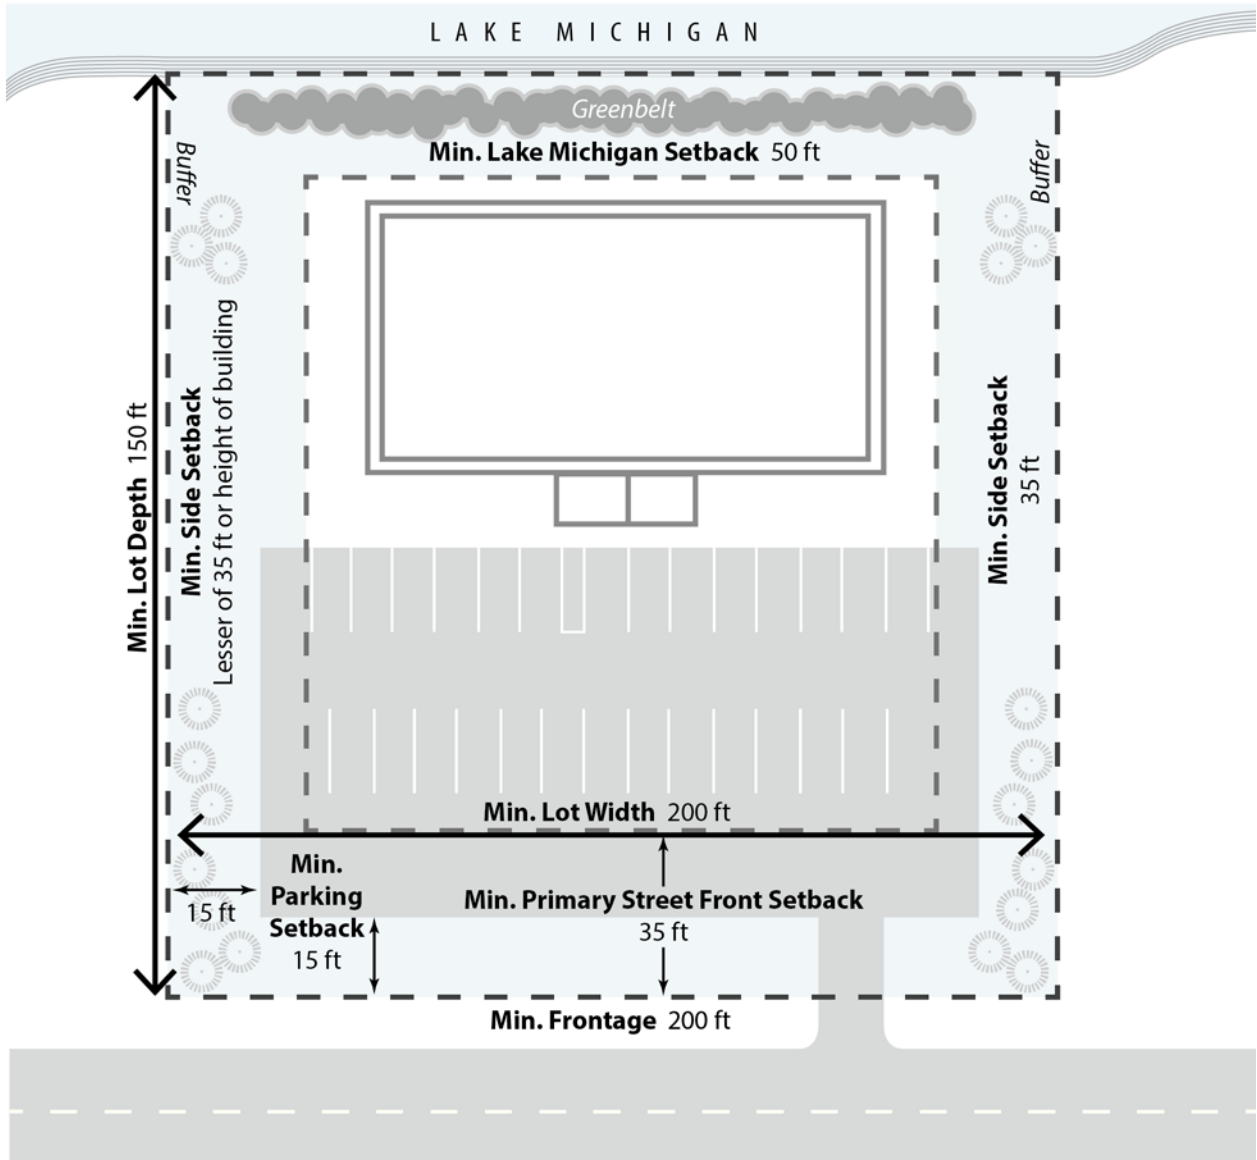 LAKE MICHIGAN
Greenbelt
Min. Lake Michigan Setback 50 ft
Buffer
Buffer
Min. Lot Depth 150 ft
Min. Side Setback
Lesser of 35 ft or height of building
Min. Side Setback
35 ft
Min. Lot Width 200 ft
Min.
Parking
Setback
15 ft
15 ft
Min. Primary Street Front Setback
35 ft
Min. Frontage 200 ft